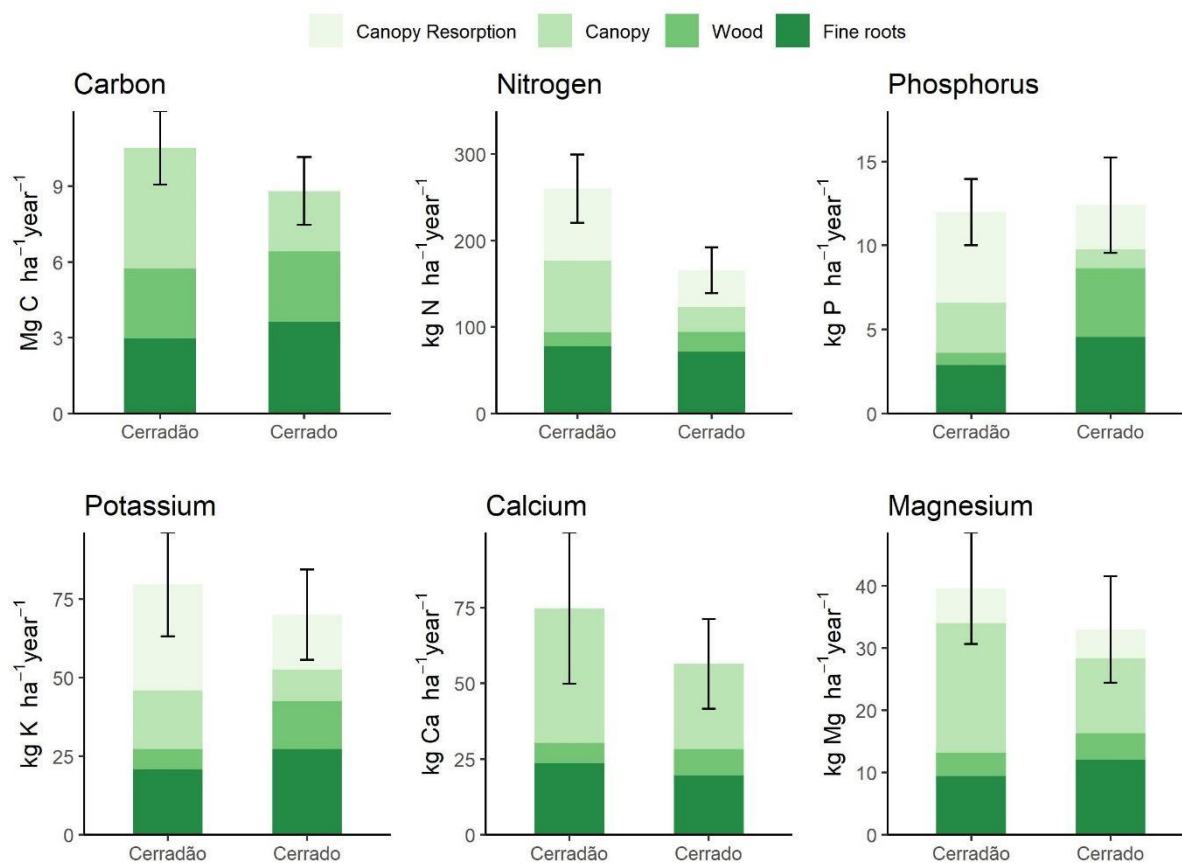 Canopy Resorption Canopy Wood Fine roots
Carbon
Mg C ha⁻¹year⁻¹
9
6
3
0
Cerradão Cerrado
Nitrogen
kg N ha⁻¹year⁻¹
300
200
100
0
Cerradão Cerrado
Phosphorus
kg P ha⁻¹year⁻¹
15
10
5
0
Cerradão Cerrado
Potassium
kg K ha⁻¹year⁻¹
75
50
25
0
Cerradão Cerrado
Calcium
kg Ca ha⁻¹year⁻¹
75
50
25
0
Cerradão Cerrado
Magnesium
kg Mg ha⁻¹year⁻¹
40
30
20
10
0
Cerradão Cerrado